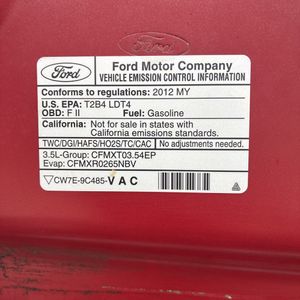 Ford
Ford
Ford Motor Company
VEHICLE EMISSION CONTROL INFORMATION
Conforms to regulations: 2012 MY
U.S. EPA: T2B4 LDT4
OBD: F II Fuel: Gasoline
California: Not for sale in states with
California emissions standards.
TWC/DGI/HAFS/HO2S/TC/CAC No adjustments needed.
3.5L-Group: CFMXT03.54EP
Evap: CFMXR0265NBV
CW7E-9C485-VAC